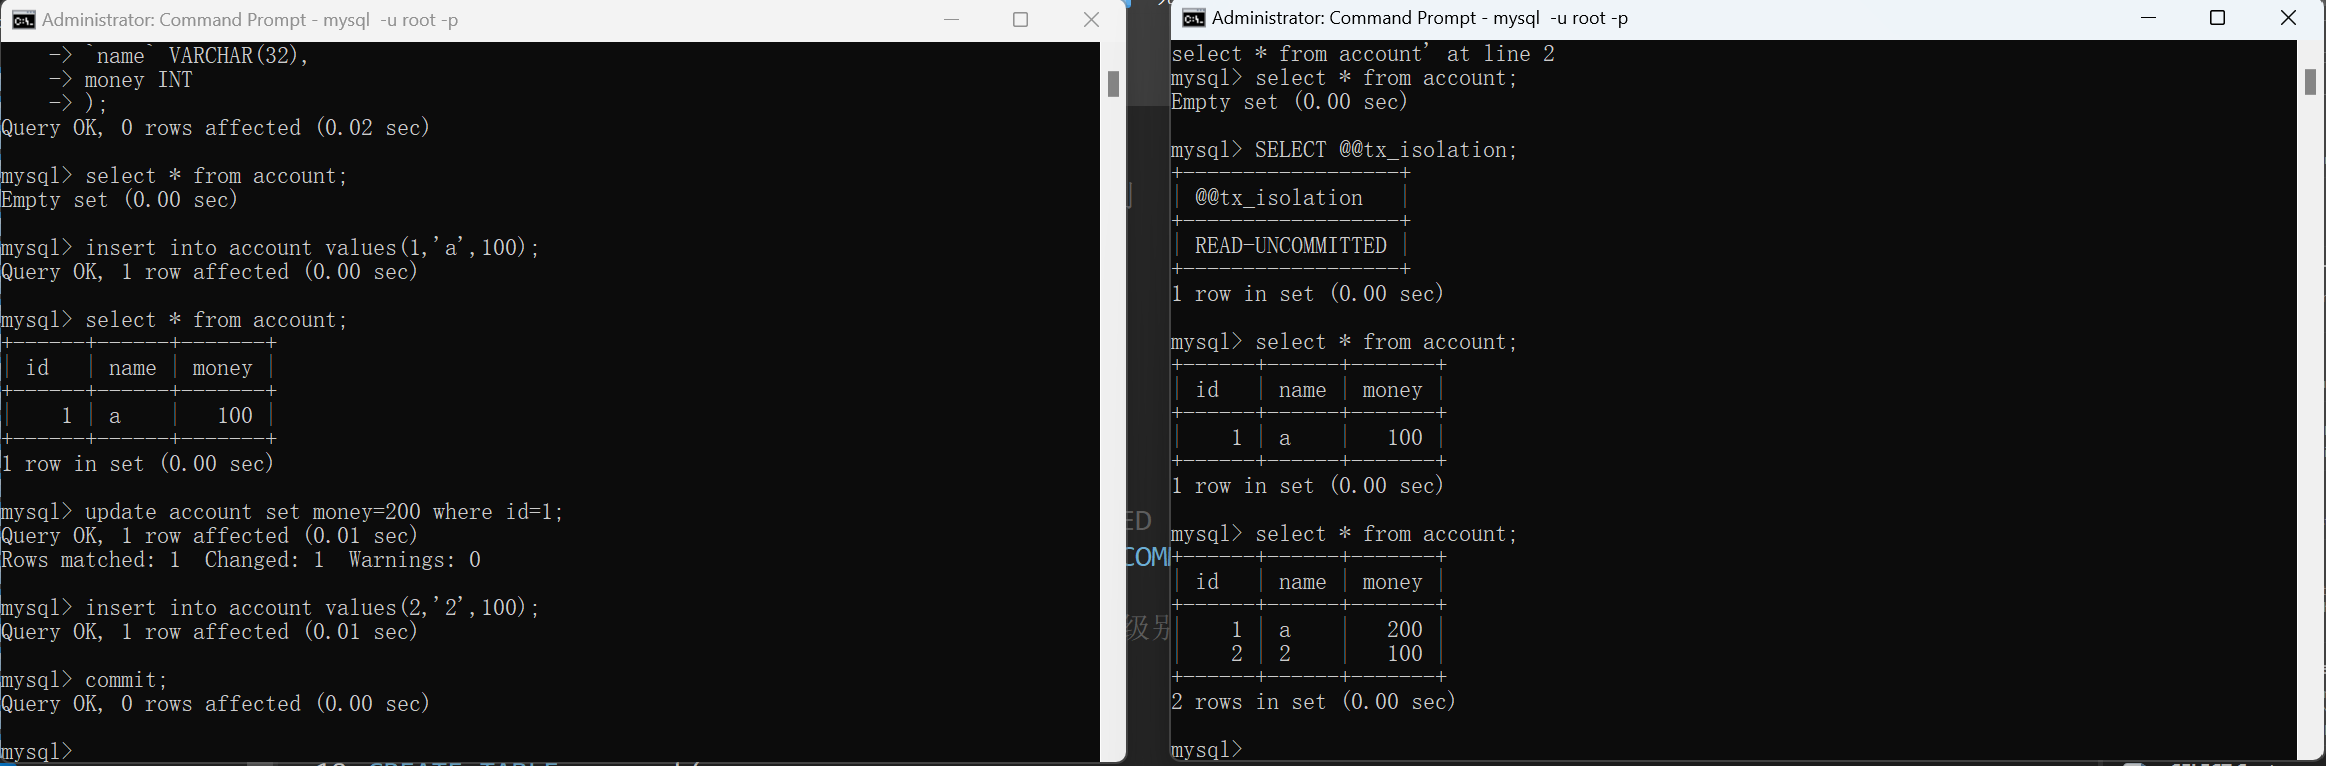 Administrator: Command Prompt - mysql  -u root -p
    -> `name` VARCHAR(32),
    -> money INT
    -> );
Query OK, 0 rows affected (0.02 sec)
mysql> select * from account;
Empty set (0.00 sec)
mysql> insert into account values(1,'a',100);
Query OK, 1 row affected (0.00 sec)
mysql> select * from account;
+------+------+-------+
| id   | name | money |
+------+------+-------+
|    1 | a    |   100 |
+------+------+-------+
1 row in set (0.00 sec)
mysql> update account set money=200 where id=1;
Query OK, 1 row affected (0.01 sec)
Rows matched: 1  Changed: 1  Warnings: 0
mysql> insert into account values(2,'2',100);
Query OK, 1 row affected (0.01 sec)
mysql> commit;
Query OK, 0 rows affected (0.00 sec)
mysql>
ED
COMM
级别
Administrator: Command Prompt - mysql  -u root -p
select * from account' at line 2
mysql> select * from account;
Empty set (0.00 sec)
mysql> SELECT @@tx_isolation;
+------------------+
| @@tx_isolation   |
+------------------+
| READ-UNCOMMITTED |
+------------------+
1 row in set (0.00 sec)
mysql> select * from account;
+------+------+-------+
| id   | name | money |
+------+------+-------+
|    1 | a    |   100 |
+------+------+-------+
1 row in set (0.00 sec)
mysql> select * from account;
+------+------+-------+
| id   | name | money |
+------+------+-------+
|    1 | a    |   200 |
|    2 | 2    |   100 |
+------+------+-------+
2 rows in set (0.00 sec)
mysql>